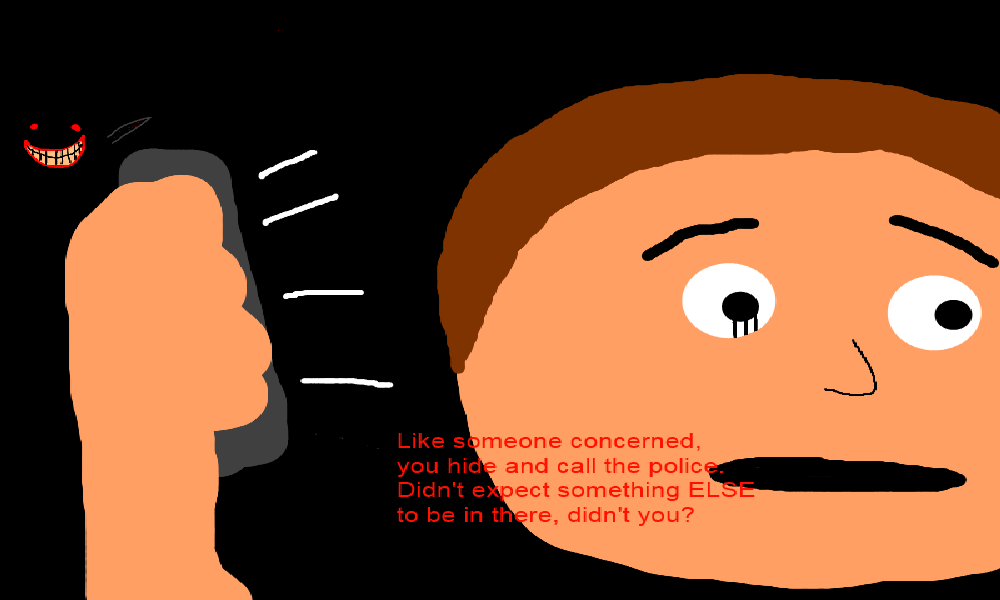 Like someone concerned,
you hide and call the police.
Didn't expect something ELSE
to be in there, didn't you?